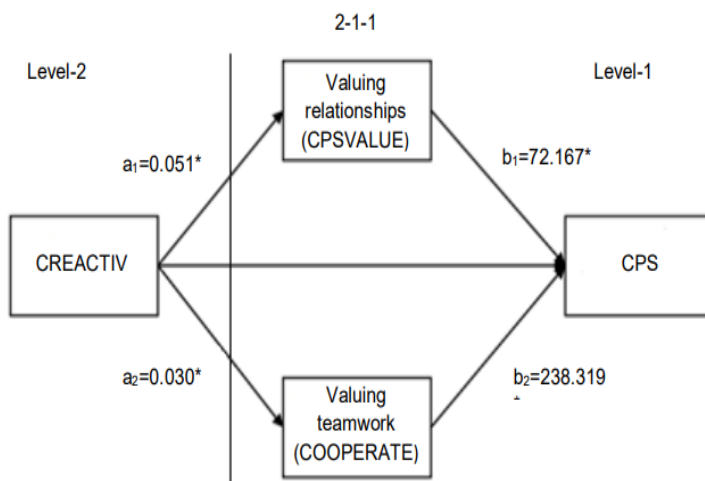 2-1-1
Level-2
Level-1
Valuing
relationships
(CPSVALUE)
a₁=0.051*
b₁=72.167*
CREACTIV
CPS
a₂=0.030*
b₂=238.319
*
Valuing
teamwork
(COOPERATE)